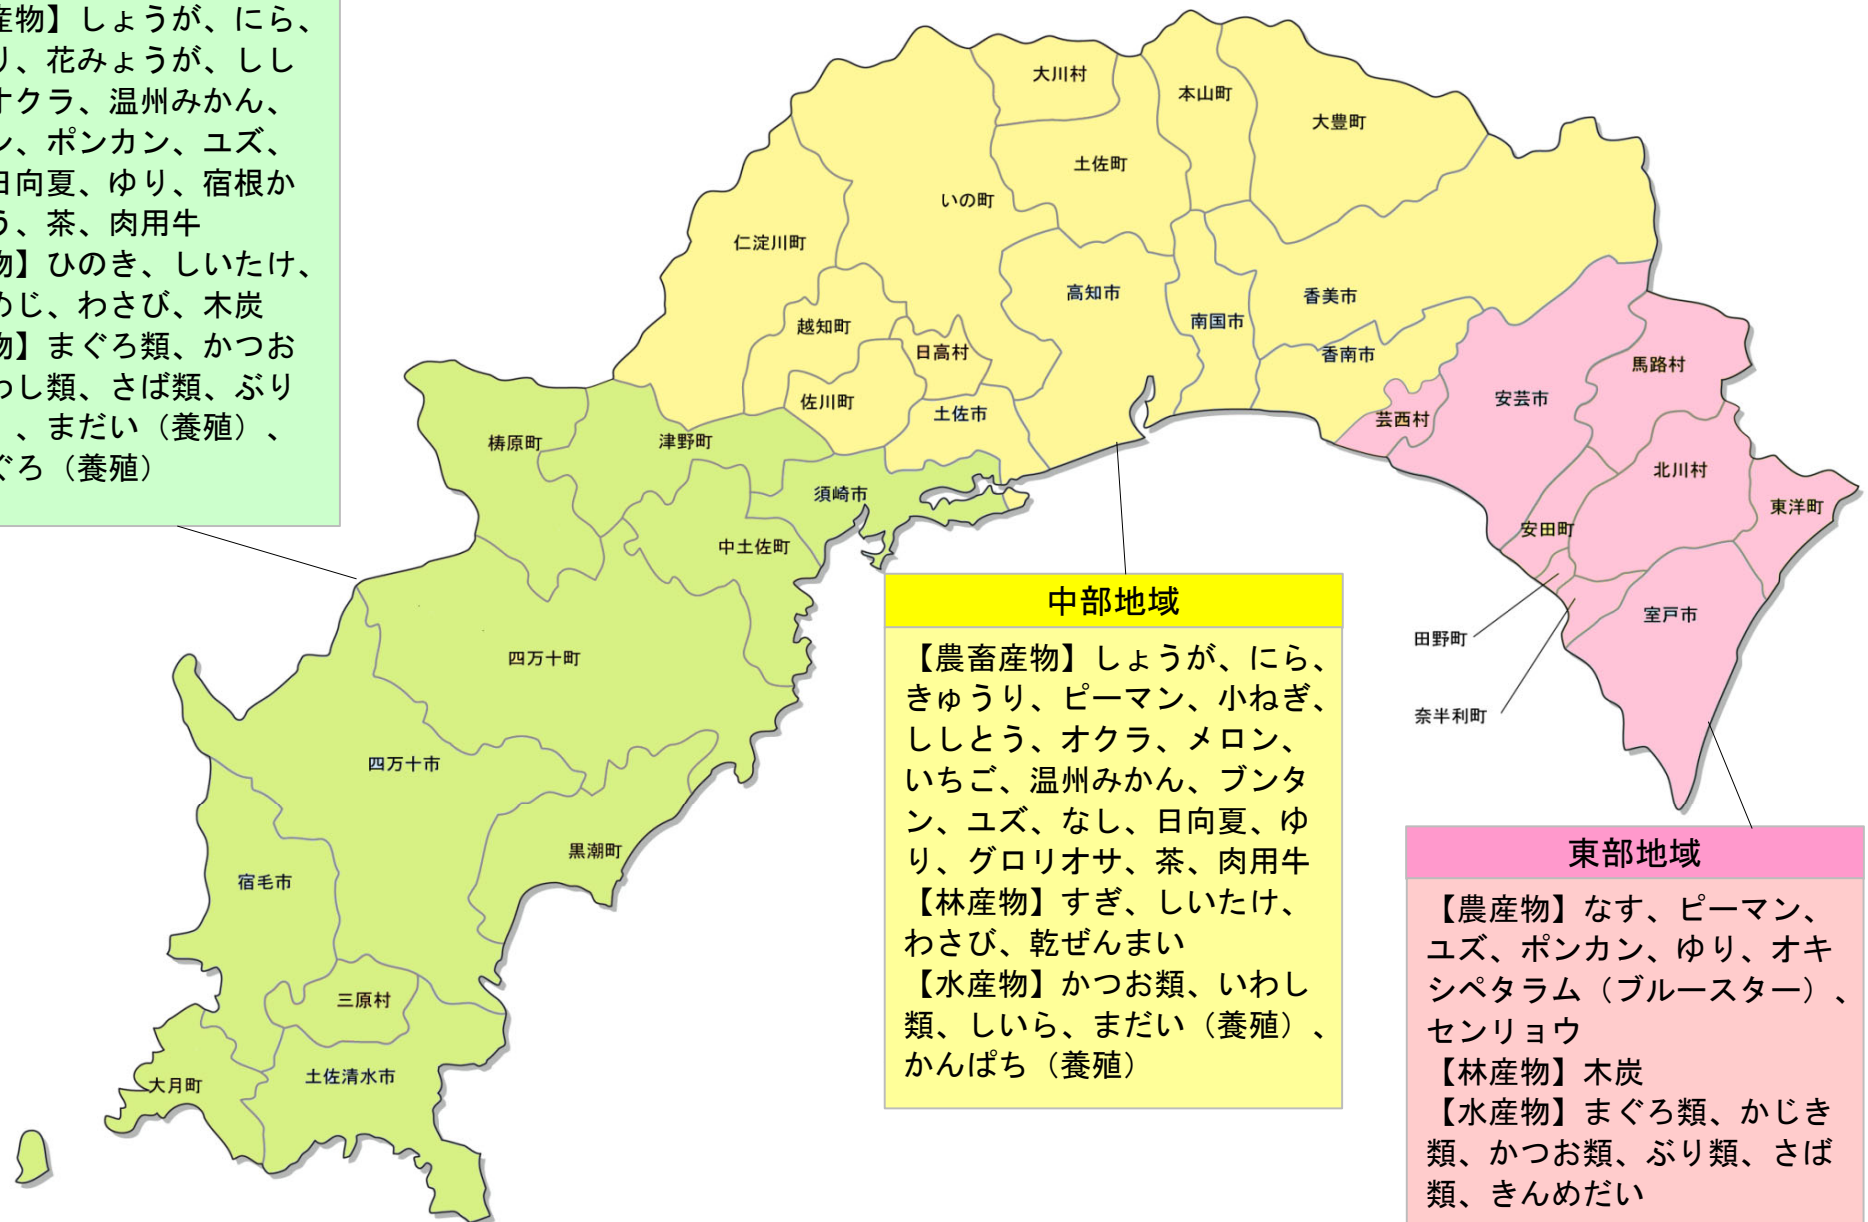 産物】しょうが、にら、
り、花みょうが、しし
オクラ、温州みかん、
ン、ポンカン、ユズ、
日向夏、ゆり、宿根か
う、茶、肉用牛
物】ひのき、しいたけ、
めじ、わさび、木炭
物】まぐろ類、かつお
わし類、さば類、ぶり
）、まだい（養殖）、
ぐろ（養殖）
大川村
本山町
大豊町
土佐町
いの町
仁淀川町
高知市
香美市
南国市
越知町
日高村
香南市
馬路村
佐川町
土佐市
安芸市
芸西村
梼原町
津野町
北川村
須崎市
東洋町
安田町
中土佐町
室戸市
田野町
四万十町
奈半利町
四万十市
黒潮町
宿毛市
三原村
大月町
土佐清水市
中部地域
【農畜産物】しょうが、にら、
きゅうり、ピーマン、小ねぎ、
ししとう、オクラ、メロン、
いちご、温州みかん、ブンタ
ン、ユズ、なし、日向夏、ゆ
り、グロリオサ、茶、肉用牛
【林産物】すぎ、しいたけ、
わさび、乾ぜんまい
【水産物】かつお類、いわし
類、しいら、まだい（養殖）、
かんぱち（養殖）
東部地域
【農産物】なす、ピーマン、
ユズ、ポンカン、ゆり、オキ
シペタラム（ブルースター）、
センリョウ
【林産物】木炭
【水産物】まぐろ類、かじき
類、かつお類、ぶり類、さば
類、きんめだい